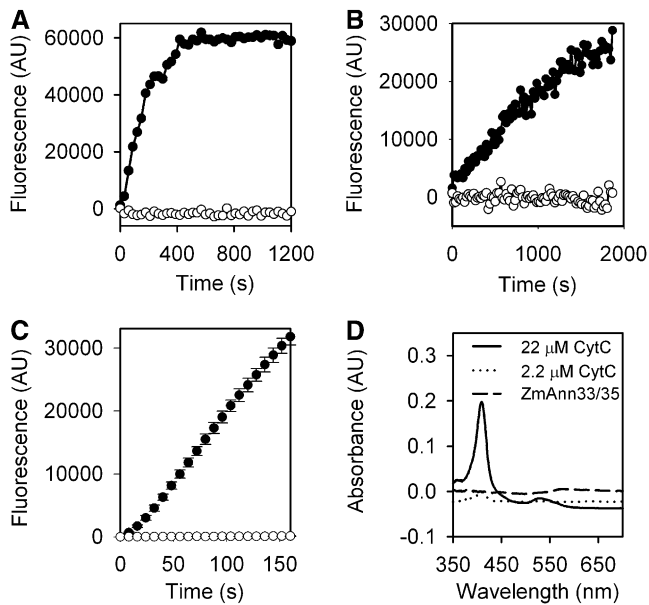 A
Fluorescence (AU)
60000
40000
20000
0
0 400 800 1200
Time (s)
B
Fluorescence (AU)
30000
20000
10000
0
0 1000 2000
Time (s)
C
Fluorescence (AU)
30000
20000
10000
0
0 50 100 150
Time (s)
D
Absorbance (AU)
0.3
0.2
0.1
0.0
-0.1
22 μM CytC
2.2 μM CytC
ZmAnn33/35
350 450 550 650
Wavelength (nm)